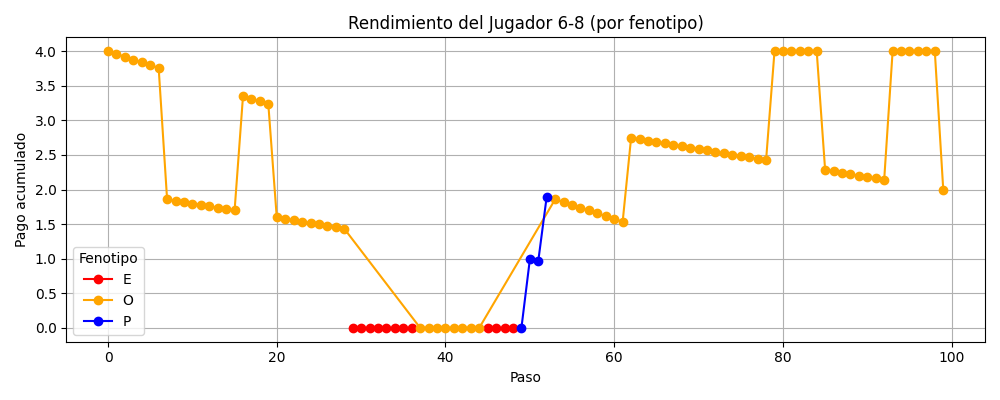 Rendimiento del Jugador 6-8 (por fenotipo)
Pago acumulado
4.0
3.5
3.0
2.5
2.0
1.5
1.0
0.5
0.0
Fenotipo
E
O
P
0 20 40 60 80 100
Paso